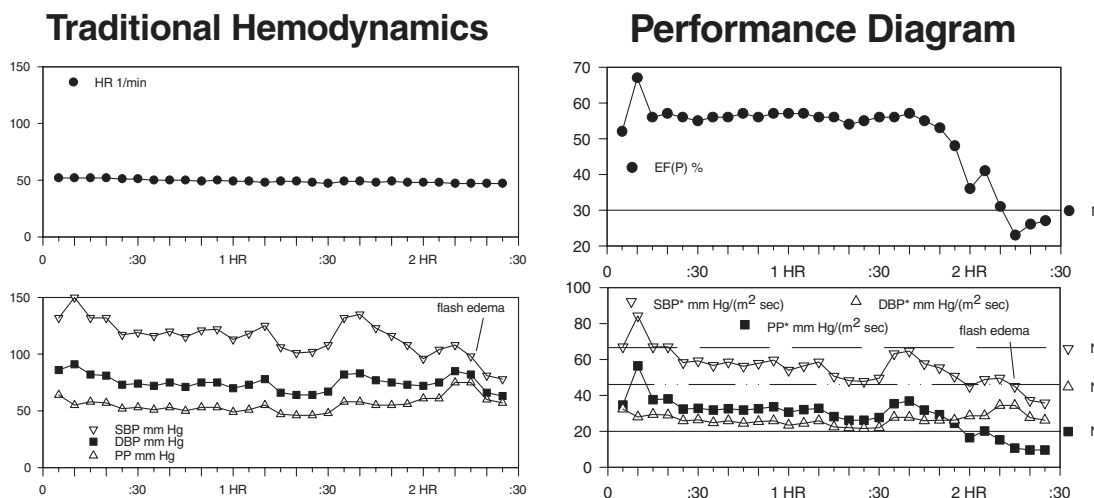 Traditional Hemodynamics
150
HR 1/min
100
50
0
0 :30 1 HR :30 2 HR :30
150
flash edema
100
50
SBP mm Hg
DBP mm Hg
PP mm Hg
0
0 :30 1 HR :30 2 HR :30
Performance Diagram
70
60
50
EF(P) %
40
30
20
0 :30 1 HR :30 2 HR :30
100
SBP* mm Hg/(m² sec) DBP* mm Hg/(m² sec)
PP* mm Hg/(m² sec)
80
flash edema
60
40
20
0
0 :30 1 HR :30 2 HR :30